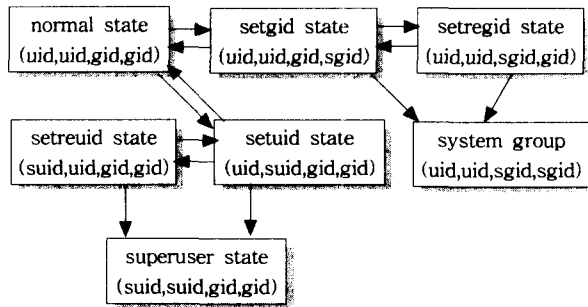 normal state
(uid,uid,gid,gid)
setgid state
(uid,uid,gid,sgid)
setregid state
(uid,uid,sgid,gid)
setreuid state
(suid,uid,gid,gid)
setuid state
(uid,suid,gid,gid)
system group
(uid,uid,sgid,sgid)
superuser state
(suid,suid,gid,gid)